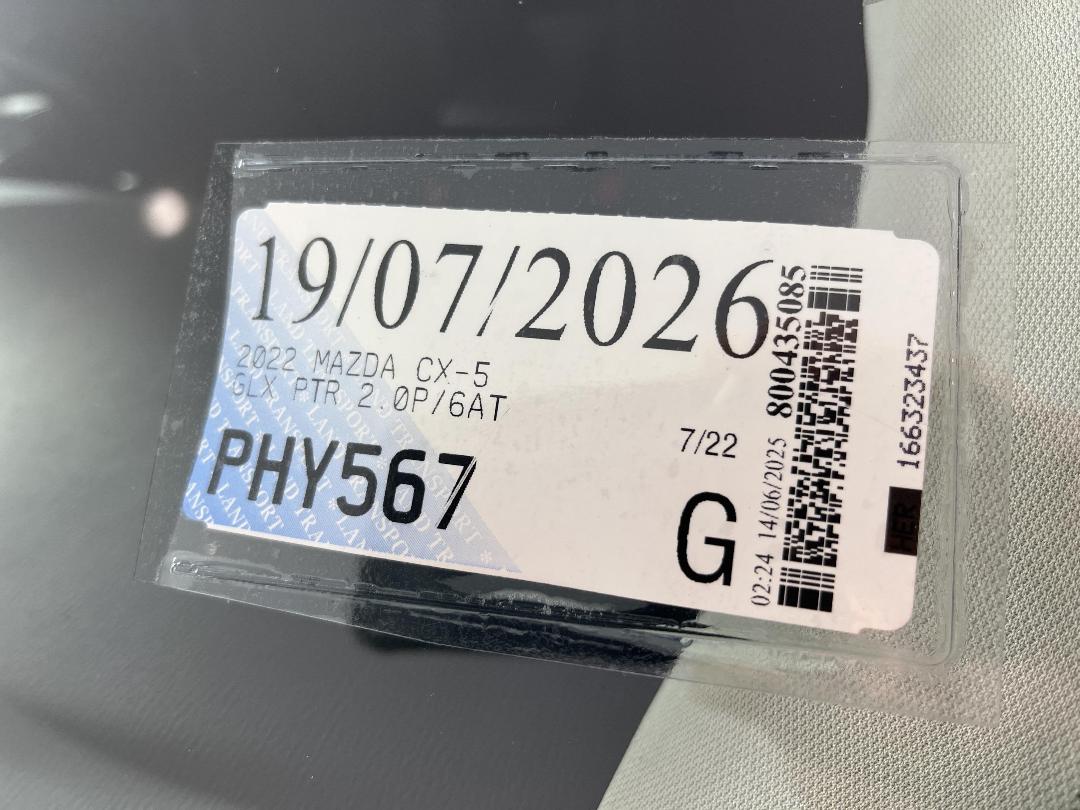 19/07/2026
2022 MAZDA CX-5
GLX PTR 2.0P/6AT
7/22
PHY567
G
02:24 14/06/2025
800435085
166323437
HER